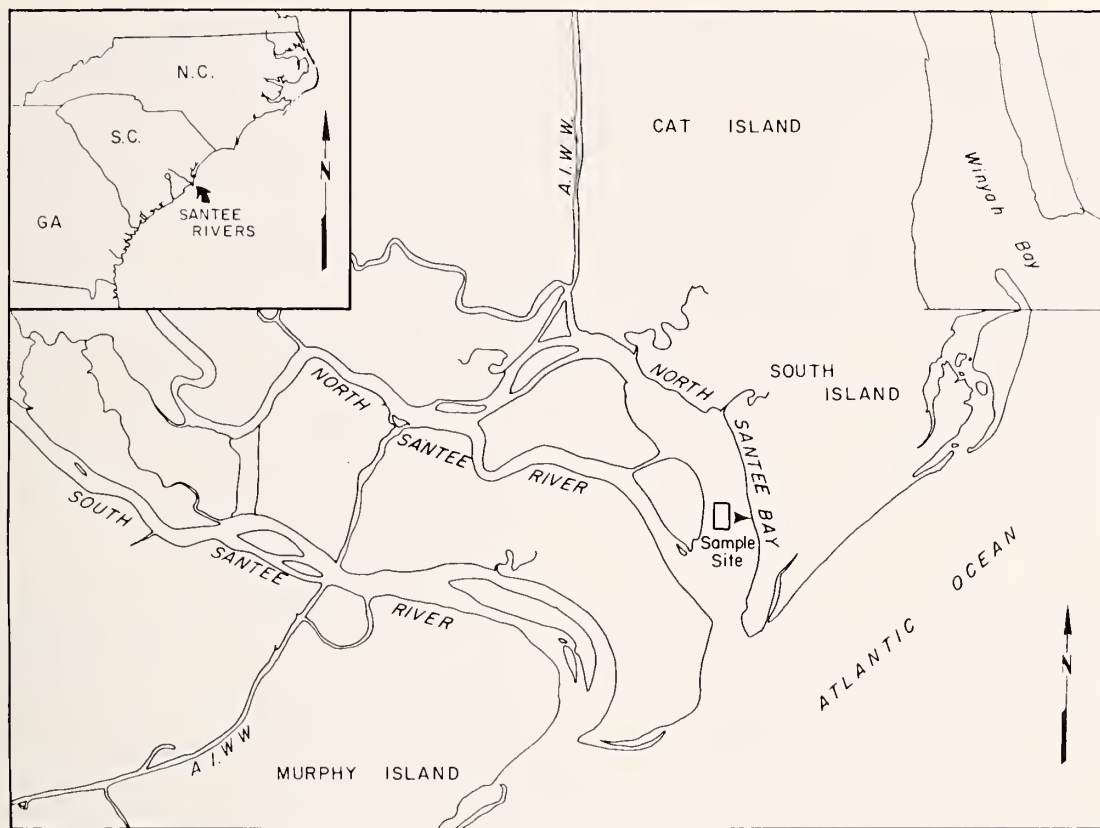 N.C.
S.C.
GA
SANTEE
RIVERS
N
A.I.W.W.
CAT ISLAND
Winyah Bay
NORTH
SANTEE BAY
SOUTH
ISLAND
NORTH
SANTEE
RIVER
Sample
Site
SOUTH
SANTEE
RIVER
ATLANTIC OCEAN
N
A.I.W.W
MURPHY ISLAND